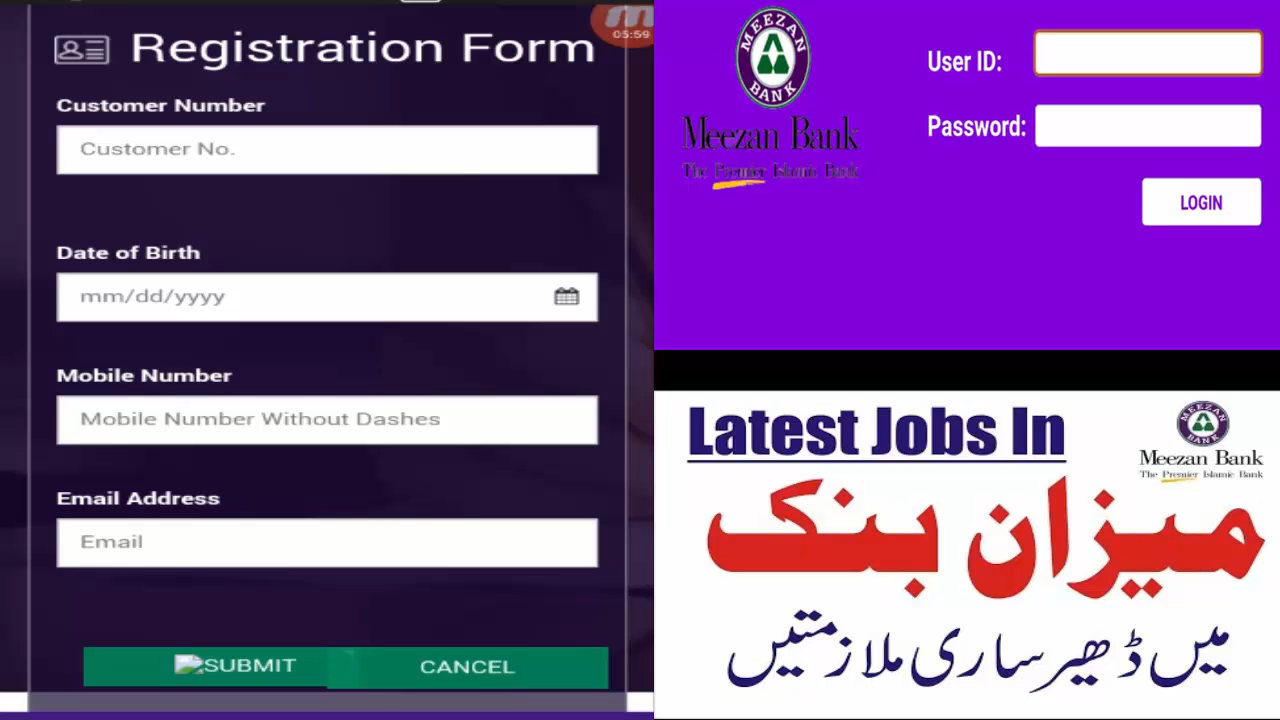 Registration Form
05:59
Customer Number
Customer No.
Date of Birth
mm/dd/yyyy
Mobile Number
Mobile Number Without Dashes
Email Address
Email
SUBMIT
CANCEL
MEEZAN BANK
Meezan Bank
The Premier Islamic Bank
User ID:
Password:
LOGIN
Latest Jobs In
MEEZAN BANK
Meezan Bank
The Premier Islamic Bank
میزان بنک
میں ڈھیر ساری ملازمتیں